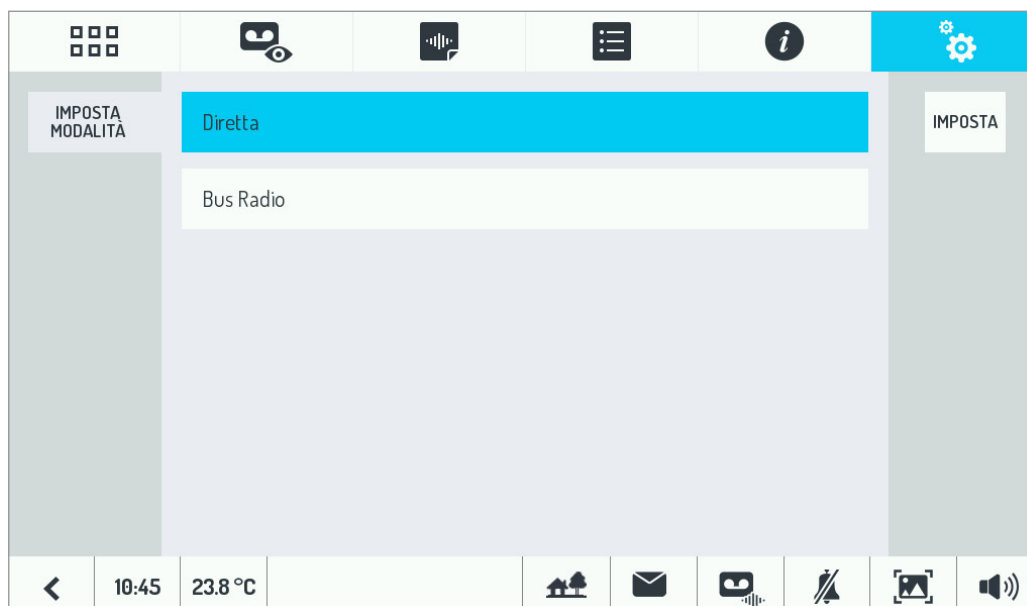 IMPOSTA
MODALITÀ
Diretta
IMPOSTA
Bus Radio
10:45
23.8 °C